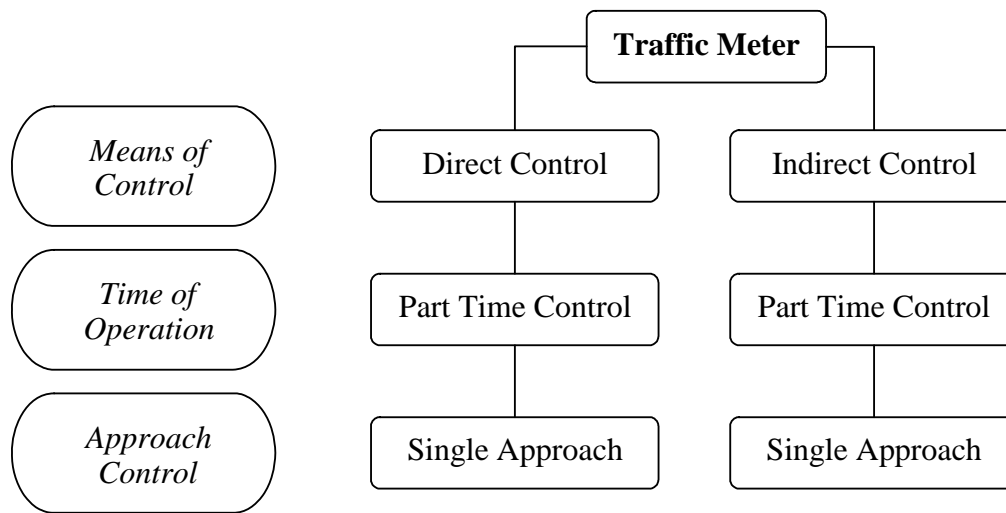 Traffic Meter
Means of
Control
Direct Control
Indirect Control
Time of
Operation
Part Time Control
Part Time Control
Approach
Control
Single Approach
Single Approach